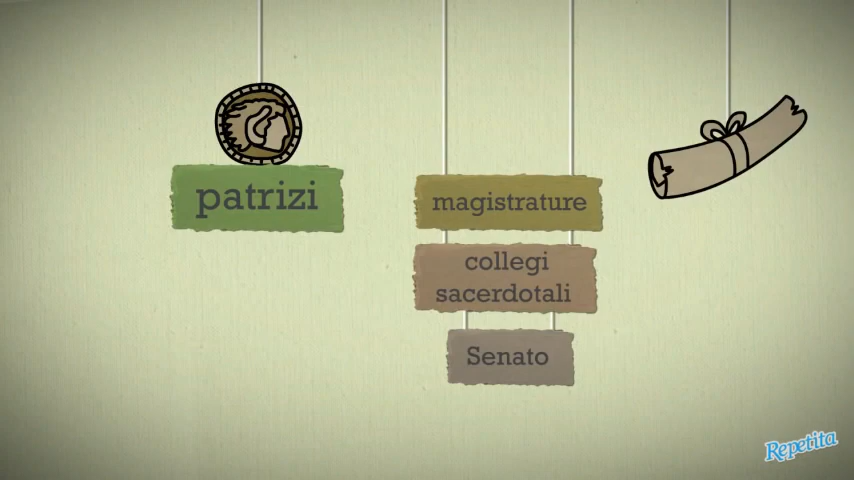 patrizi
magistrature
collegi
sacerdotali
Senato
Repetita